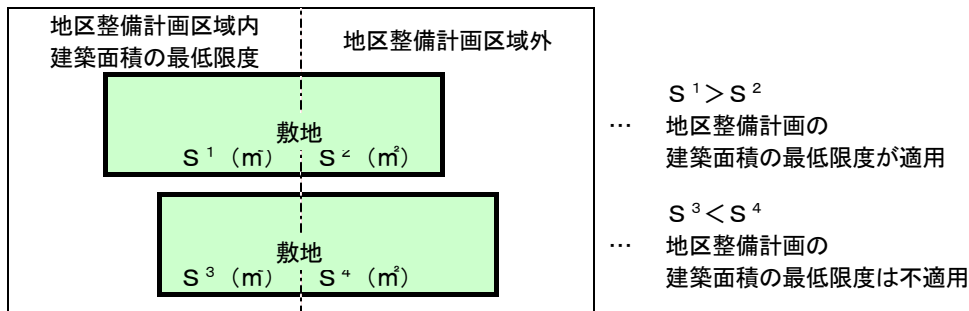 地区整備計画区域内
建築面積の最低限度
地区整備計画区域外
敷地
S¹（㎡） S²（㎡）
S¹＞S²
… 地区整備計画の
建築面積の最低限度が適用
敷地
S³（㎡） S⁴（㎡）
S³＜S⁴
… 地区整備計画の
建築面積の最低限度は不適用